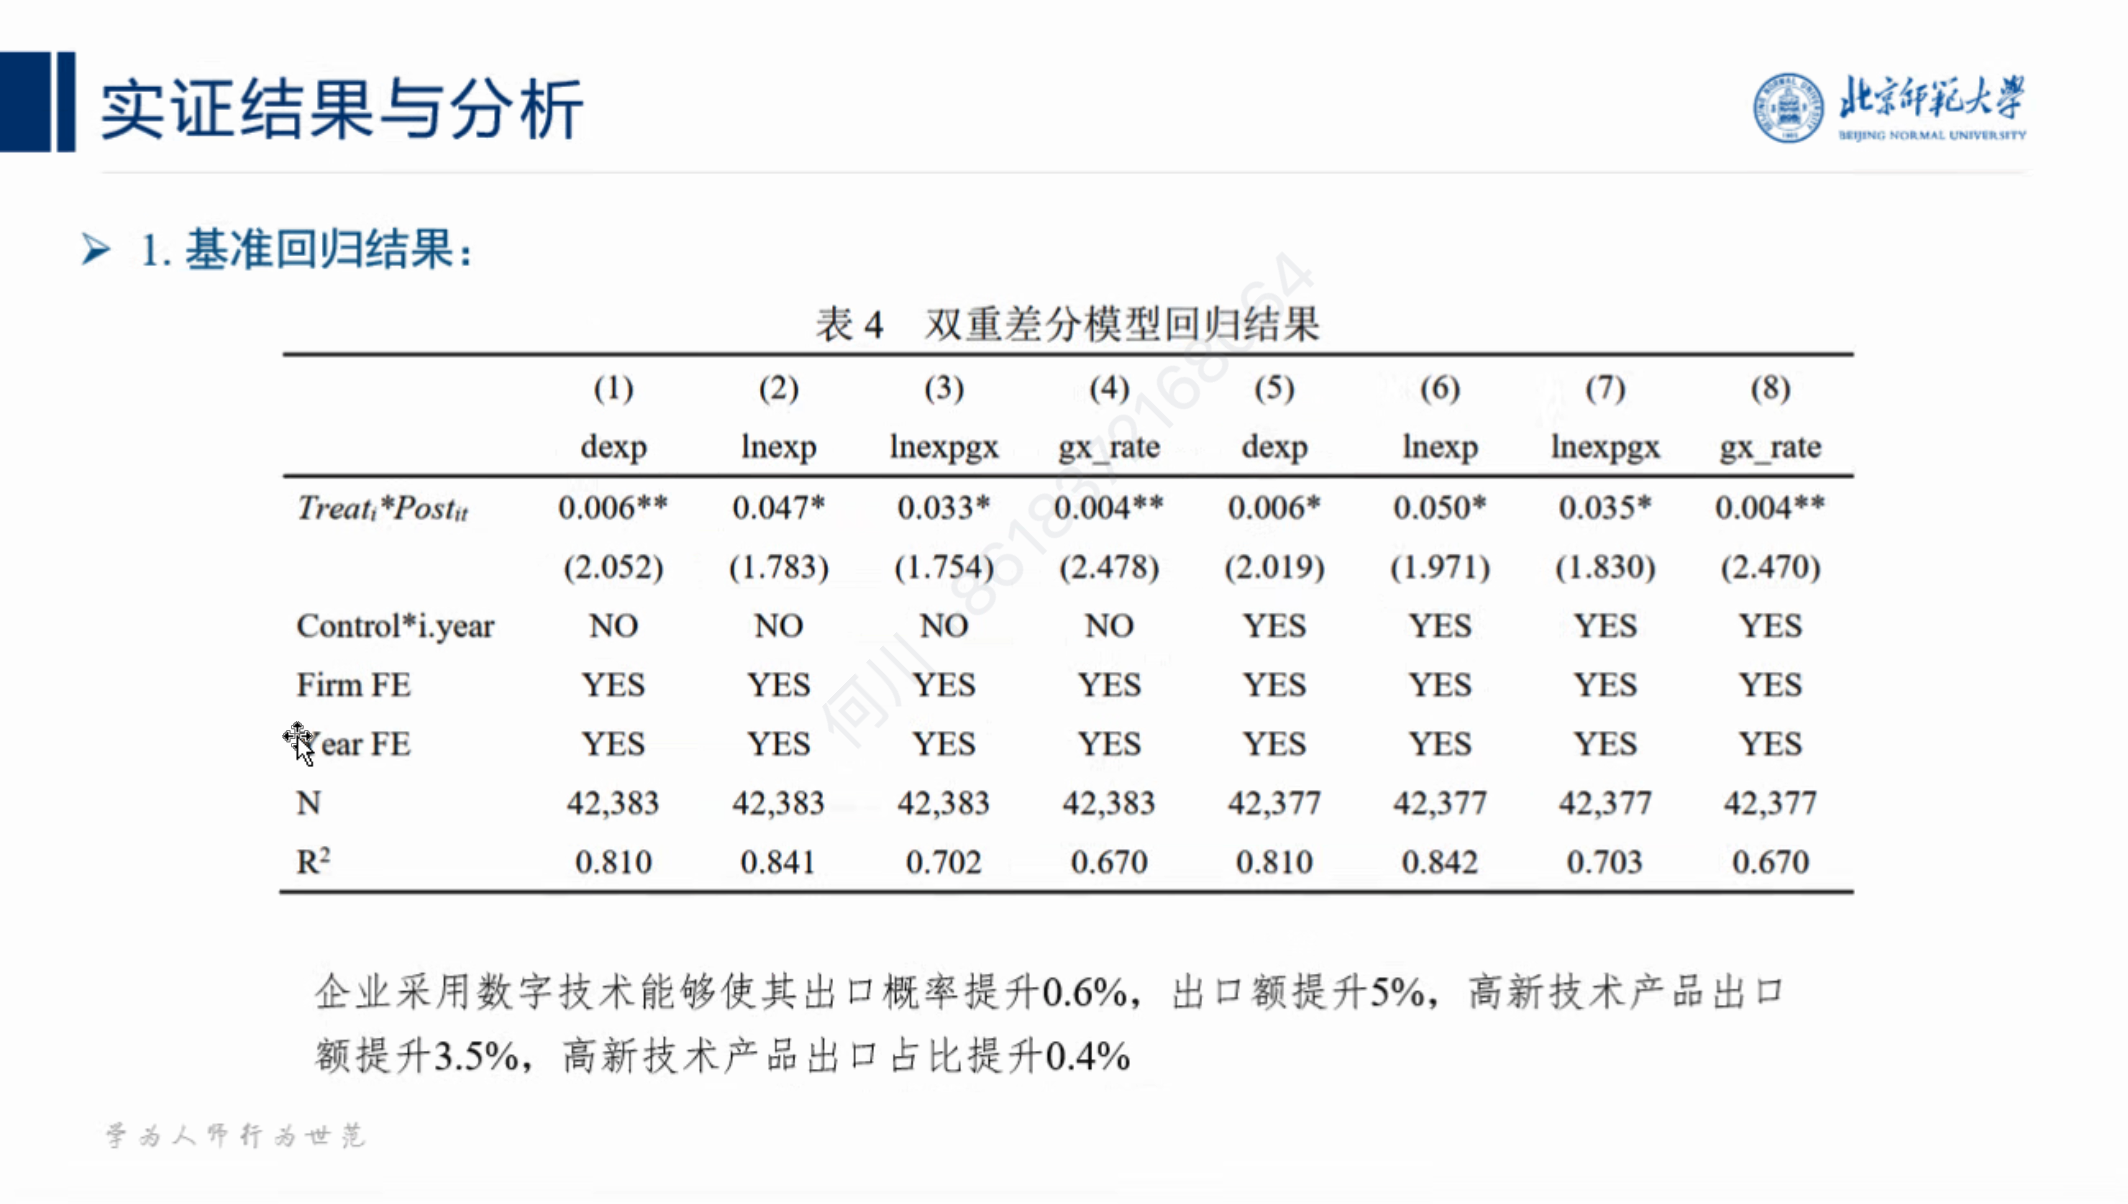 实证结果与分析
北京师范大学
BEIJING NORMAL UNIVERSITY
➢ 1. 基准回归结果：
表 4 双重差分模型回归结果
(1) (2) (3) (4) (5) (6) (7) (8)
dexp lnexp lnexpgx gx_rate dexp lnexp lnexpgx gx_rate
Treatᵢ*Postᵢₜ 0.006** 0.047* 0.033* 0.004** 0.006* 0.050* 0.035* 0.004**
(2.052) (1.783) (1.754) (2.478) (2.019) (1.971) (1.830) (2.470)
Control*i.year NO NO NO NO YES YES YES YES
Firm FE YES YES YES YES YES YES YES YES
Year FE YES YES YES YES YES YES YES YES
N 42,383 42,383 42,383 42,383 42,377 42,377 42,377 42,377
R² 0.810 0.841 0.702 0.670 0.810 0.842 0.703 0.670
企业采用数字技术能够使其出口概率提升0.6%，出口额提升5%，高新技术产品出口
额提升3.5%，高新技术产品出口占比提升0.4%
学为人师行为世范
何川